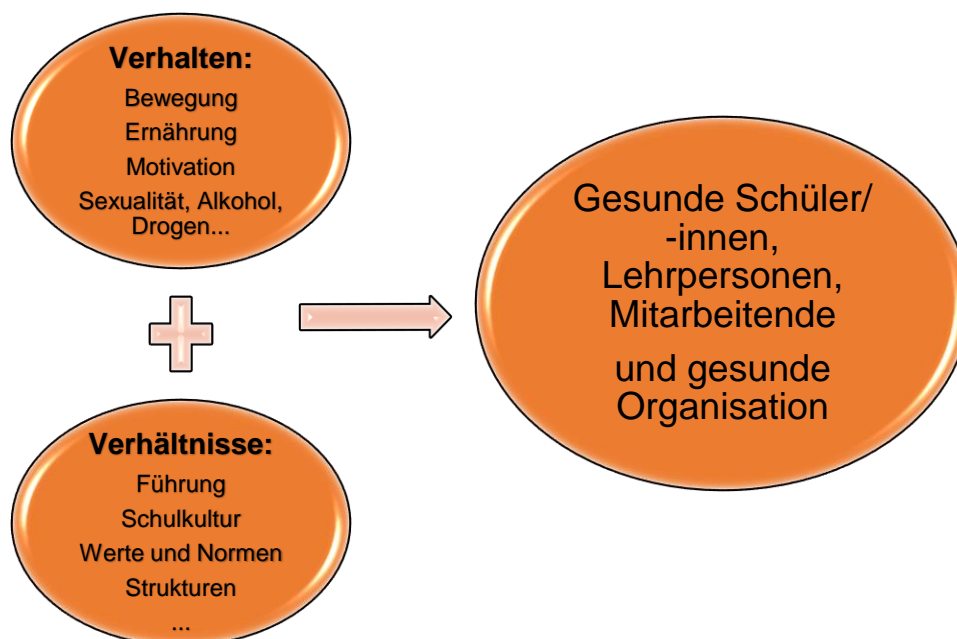 Verhalten:
Bewegung
Ernährung
Motivation
Sexualität, Alkohol,
Drogen...
Gesunde Schüler/
-innen,
Lehrpersonen,
Mitarbeitende
und gesunde
Organisation
Verhältnisse:
Führung
Schulkultur
Werte und Normen
Strukturen
...